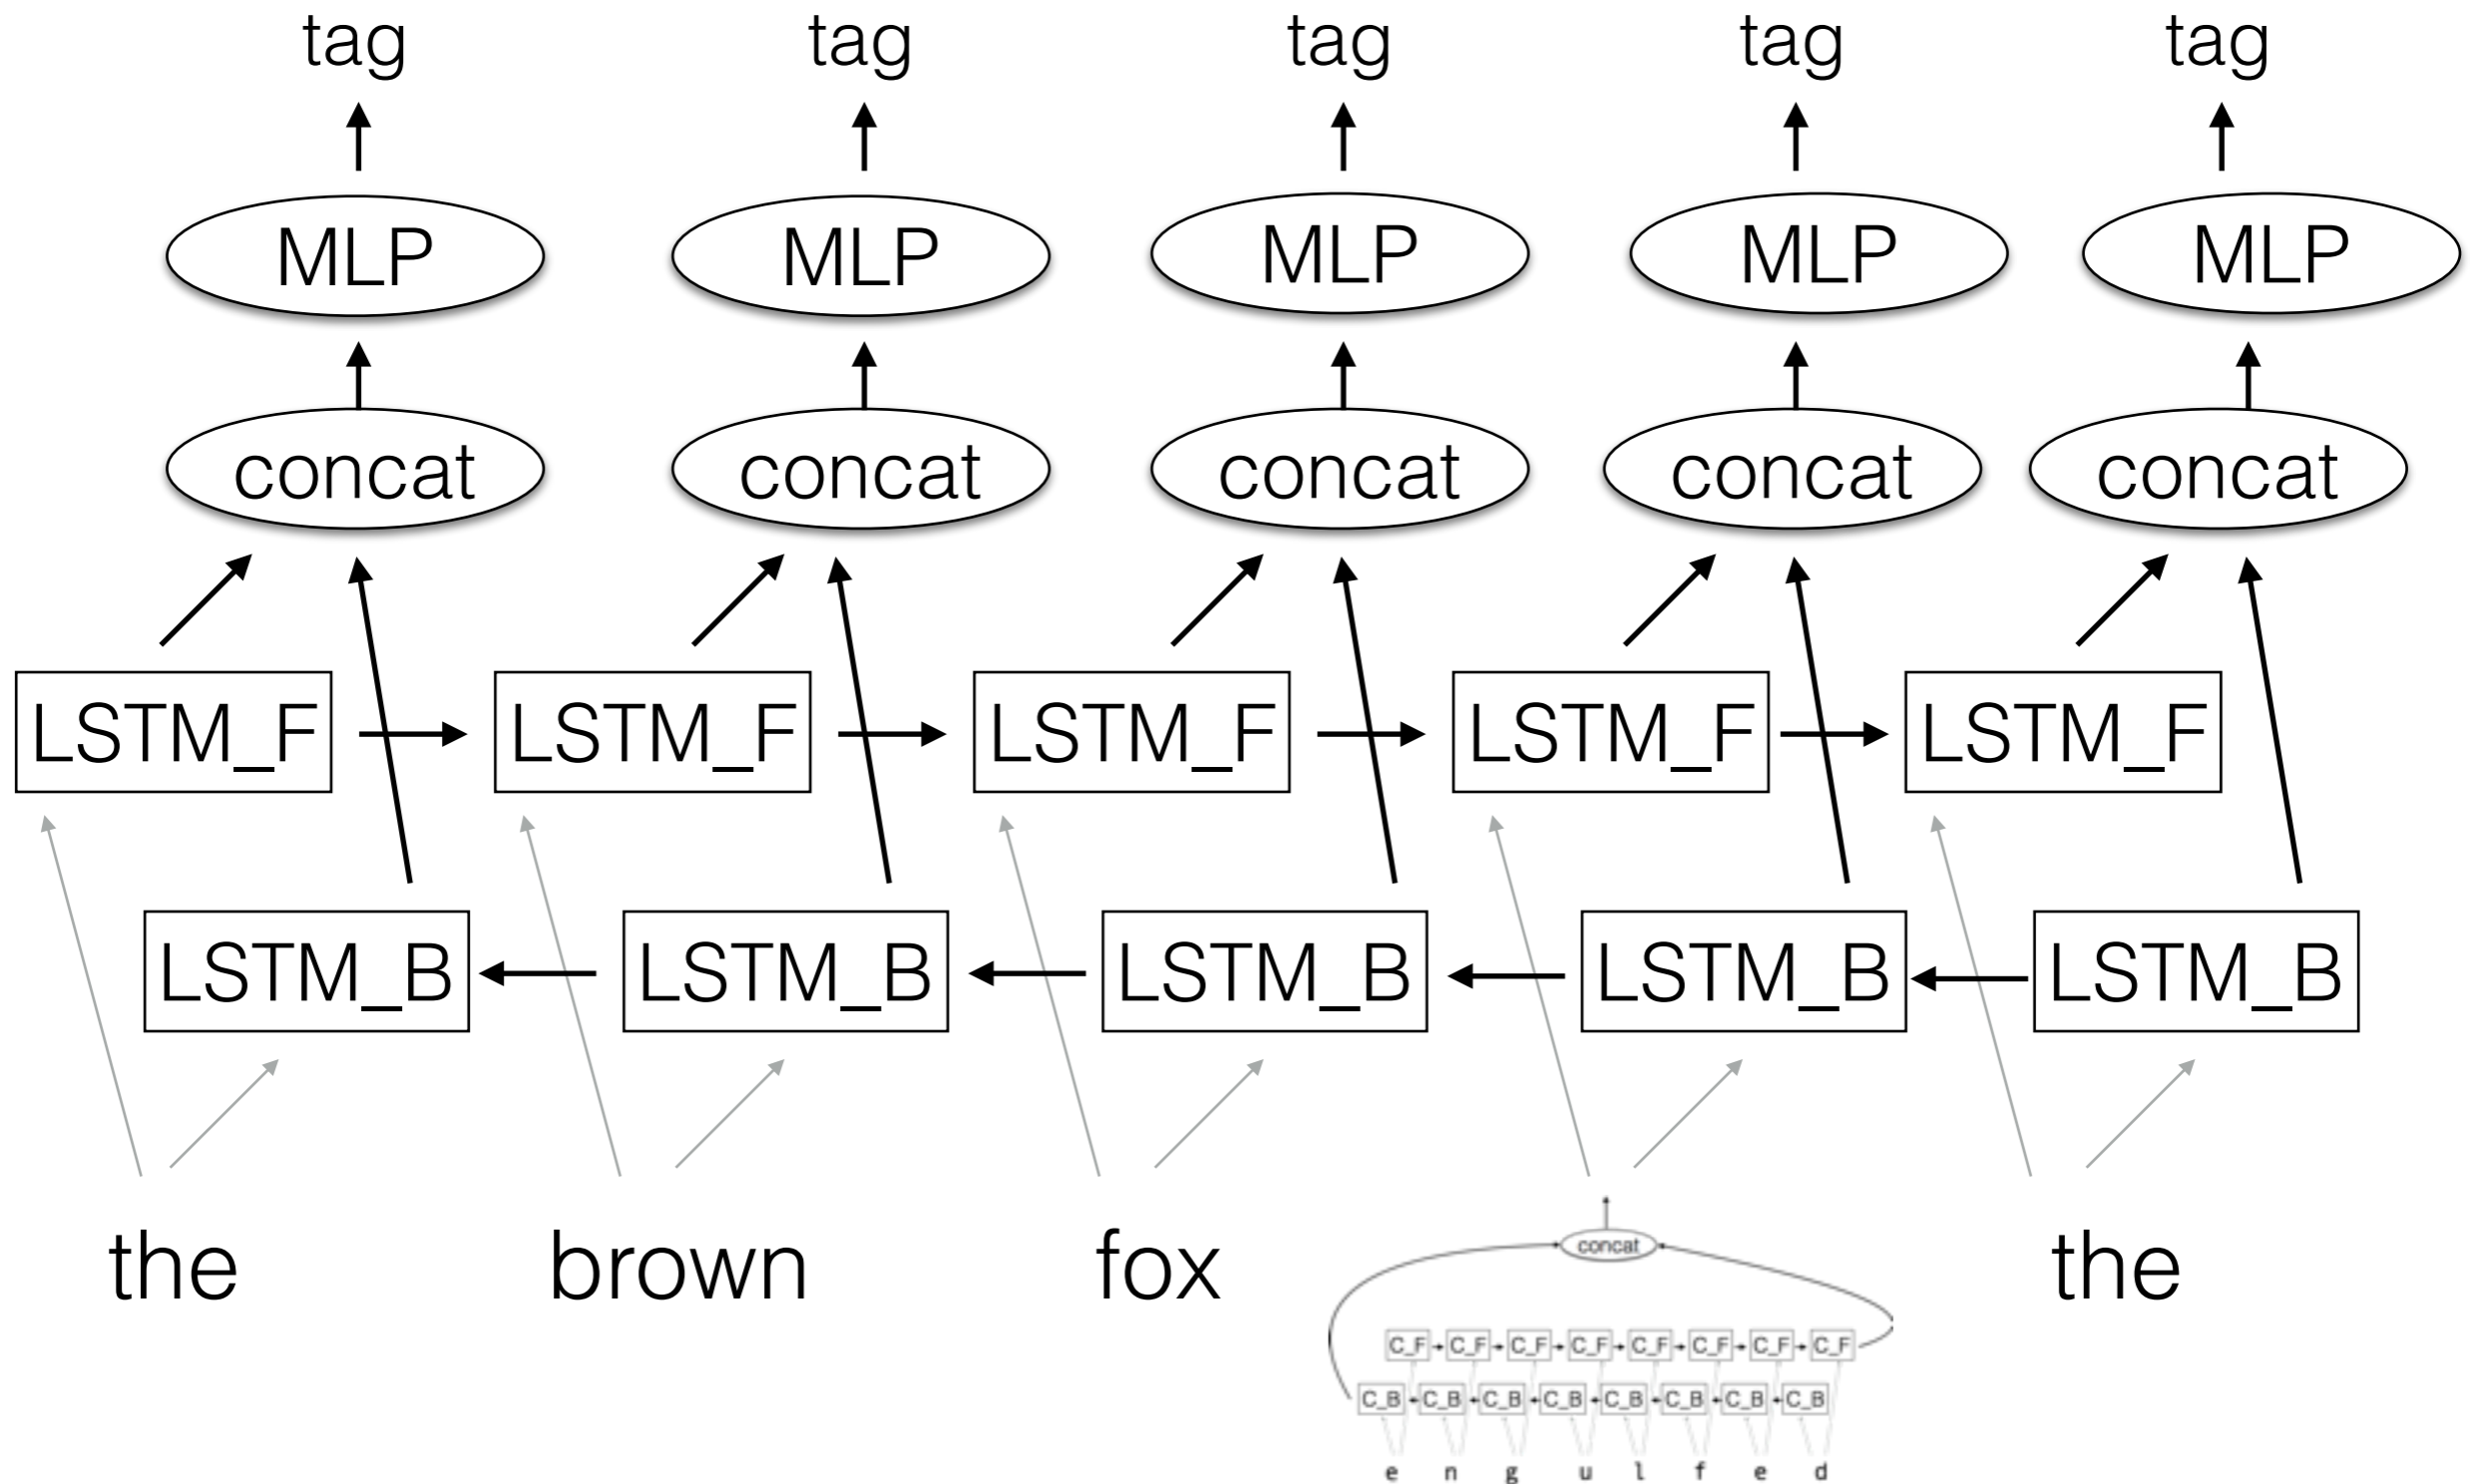 tag tag tag tag tag
MLP MLP MLP MLP MLP
concat concat concat concat concat
LSTM_F LSTM_F LSTM_F LSTM_F LSTM_F
LSTM_B LSTM_B LSTM_B LSTM_B LSTM_B
the brown fox concat the
C_F C_F C_F C_F C_F C_F C_F C_F
C_B C_B C_B C_B C_B C_B C_B C_B
e n g u l f e d